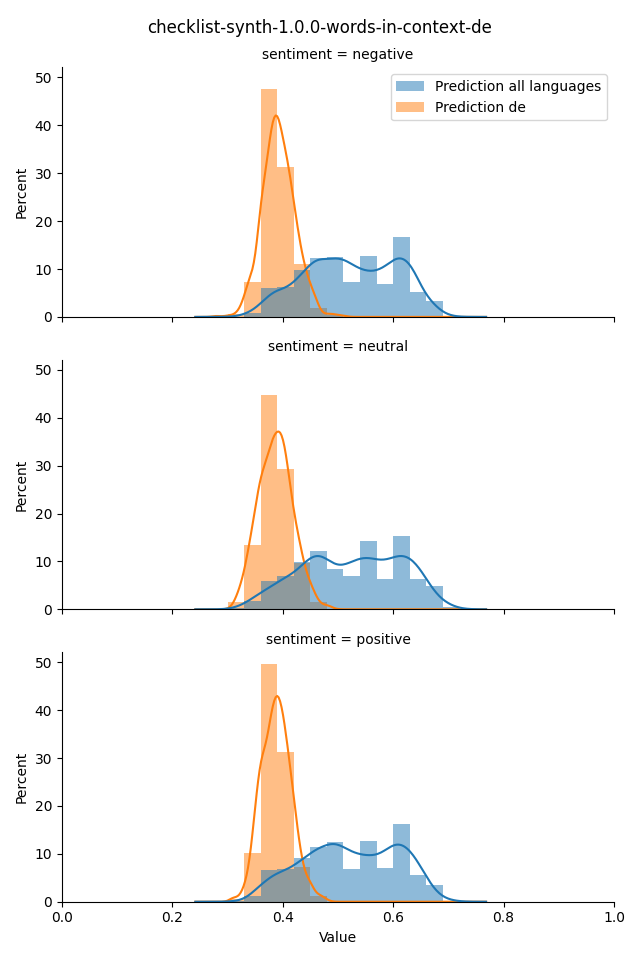 checklist-synth-1.0.0-words-in-context-de
sentiment = negative
Prediction all languages
Prediction de
50
40
30
20
10
0
Percent
sentiment = neutral
50
40
30
20
10
0
Percent
sentiment = positive
50
40
30
20
10
0
Percent
0.0 0.2 0.4 0.6 0.8 1.0
Value